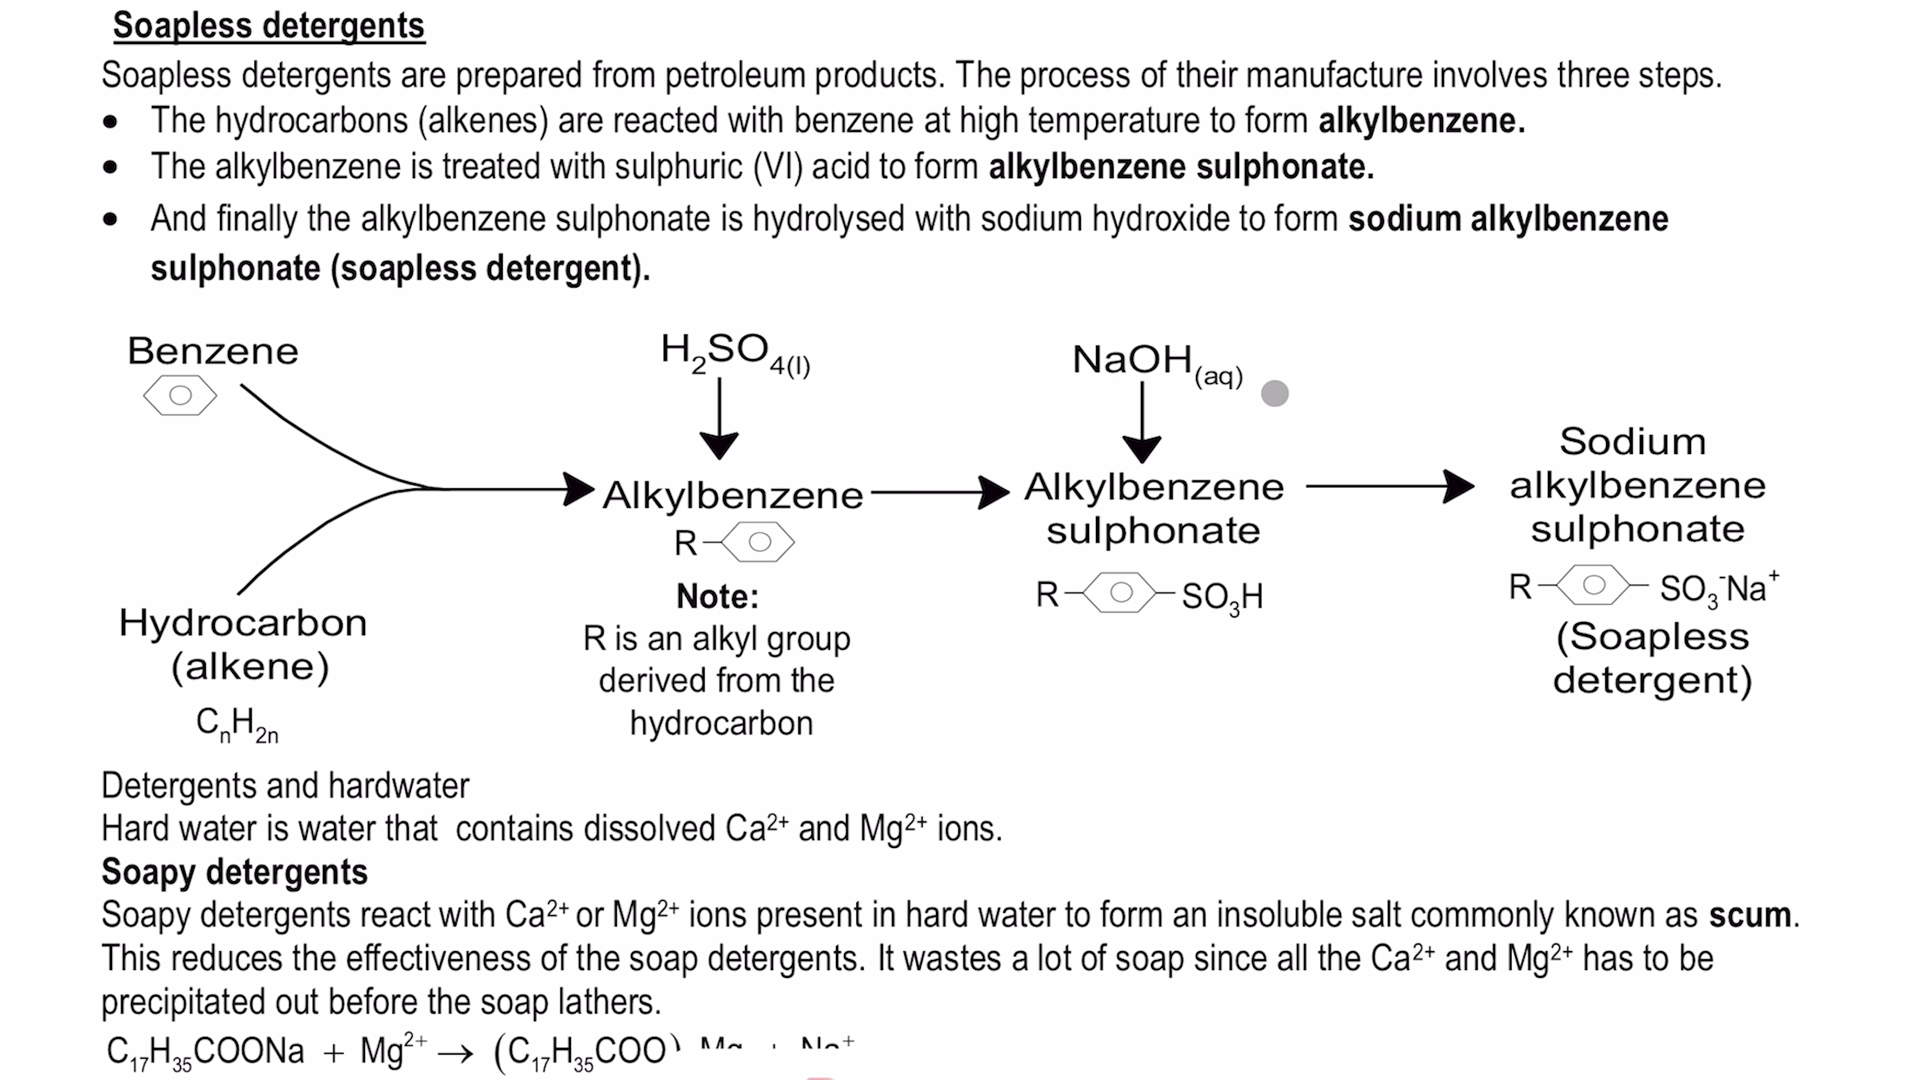 Soapless detergents
Soapless detergents are prepared from petroleum products. The process of their manufacture involves three steps.
• The hydrocarbons (alkenes) are reacted with benzene at high temperature to form alkylbenzene.
• The alkylbenzene is treated with sulphuric (VI) acid to form alkylbenzene sulphonate.
• And finally the alkylbenzene sulphonate is hydrolysed with sodium hydroxide to form sodium alkylbenzene
sulphonate (soapless detergent).
Benzene
H₂SO₄₍ₗ₎
NaOH(aq)
Alkylbenzene
R
Note:
R is an alkyl group
derived from the
hydrocarbon
Hydrocarbon
(alkene)
CₙH₂ₙ
Alkylbenzene
sulphonate
R SO₃H
Sodium
alkylbenzene
sulphonate
R SO₃⁻Na⁺
(Soapless
detergent)
Detergents and hardwater
Hard water is water that contains dissolved Ca²⁺ and Mg²⁺ ions.
Soapy detergents
Soapy detergents react with Ca²⁺ or Mg²⁺ ions present in hard water to form an insoluble salt commonly known as scum.
This reduces the effectiveness of the soap detergents. It wastes a lot of soap since all the Ca²⁺ and Mg²⁺ has to be
precipitated out before the soap lathers.
C₁₇H₃₅COONa + Mg²⁺ → (C₁₇H₃₅COO) Mg + Na⁺